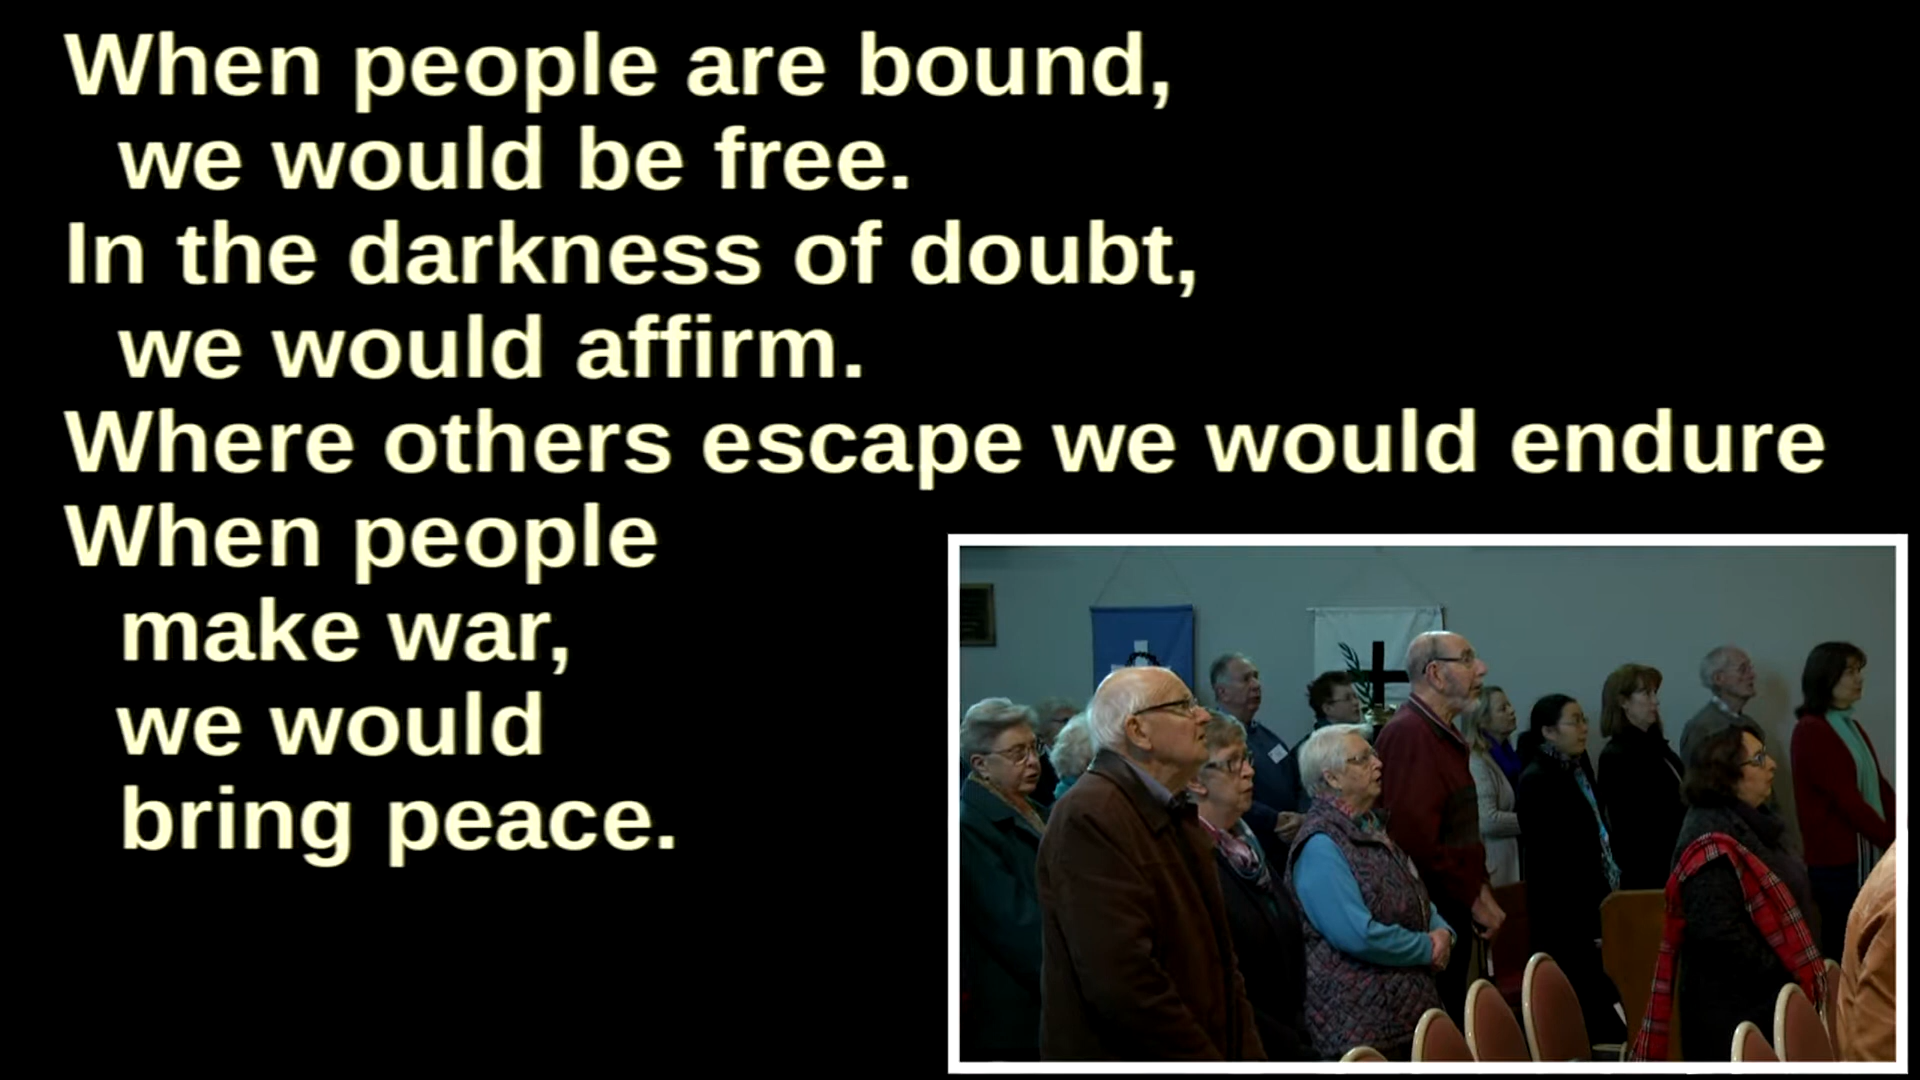 When people are bound,
we would be free.
In the darkness of doubt,
we would affirm.
Where others escape we would endure
When people
make war,
we would
bring peace.